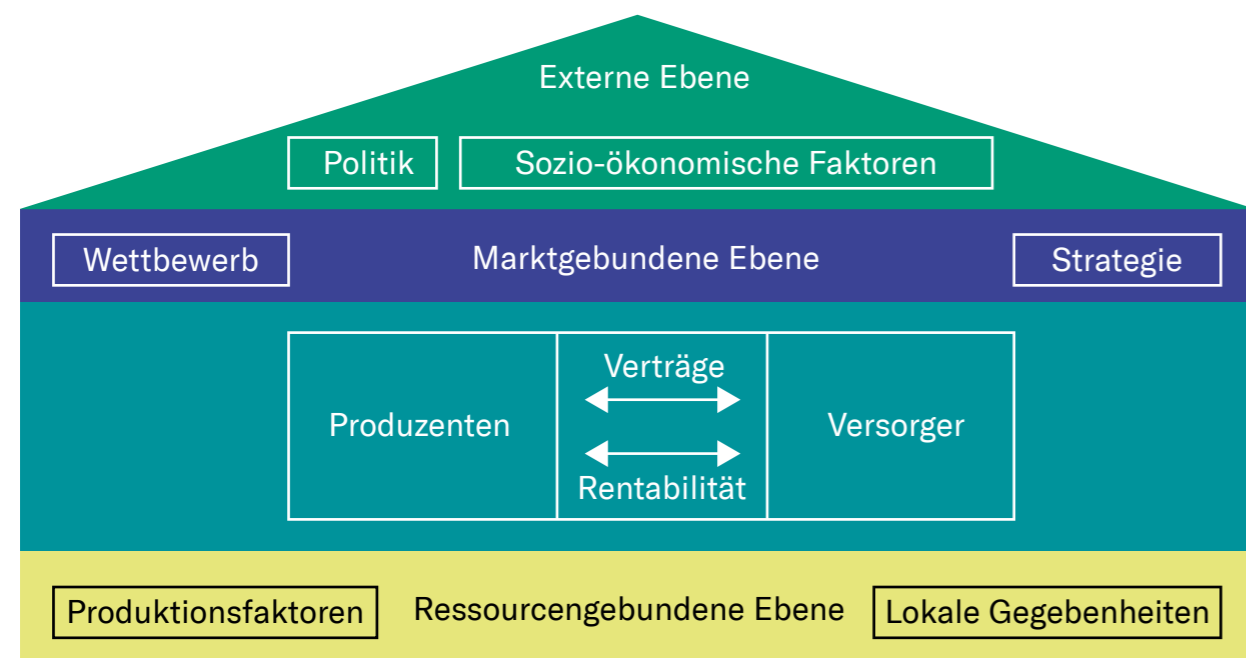 Externe Ebene
Politik
Sozio-ökonomische Faktoren
Wettbewerb
Marktgebundene Ebene
Strategie
Produzenten
Verträge
Rentabilität
Versorger
Produktionsfaktoren
Ressourcengebundene Ebene
Lokale Gegebenheiten